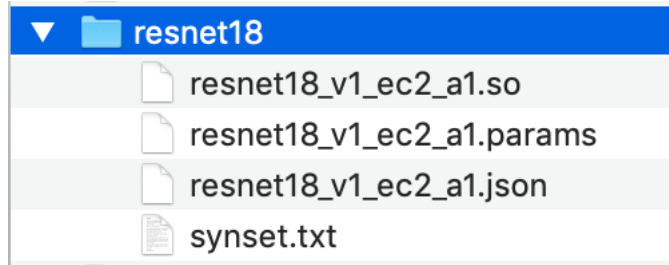 resnet18
resnet18_v1_ec2_a1.so
resnet18_v1_ec2_a1.params
resnet18_v1_ec2_a1.json
synset.txt